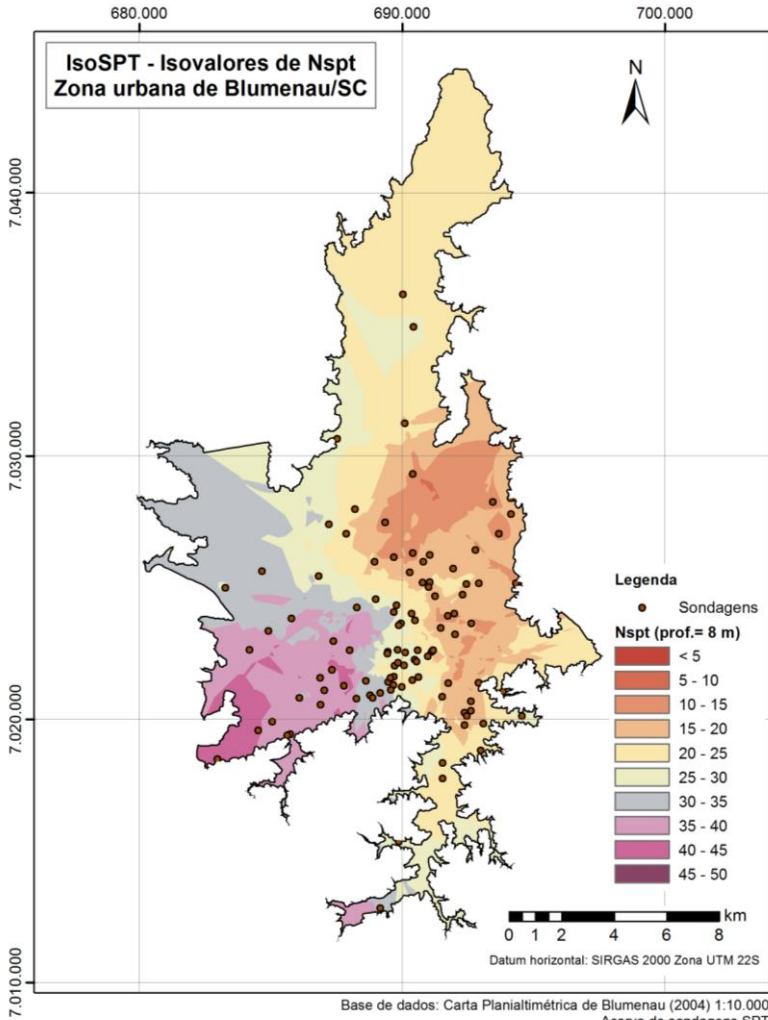 680.000
690.000
700.000
IsoSPT - Isovalores de Nspt
Zona urbana de Blumenau/SC
N
7.040.000
7.030.000
7.020.000
7.010.000
Legenda
Sondagens
Nspt (prof.= 8 m)
< 5
5 - 10
10 - 15
15 - 20
20 - 25
25 - 30
30 - 35
35 - 40
40 - 45
45 - 50
km
0 1 2 4 6 8
Datum horizontal: SIRGAS 2000 Zona UTM 22S
Base de dados: Carta Planialtimétrica de Blumenau (2004) 1:10.000
Acervo de sondagens SPT